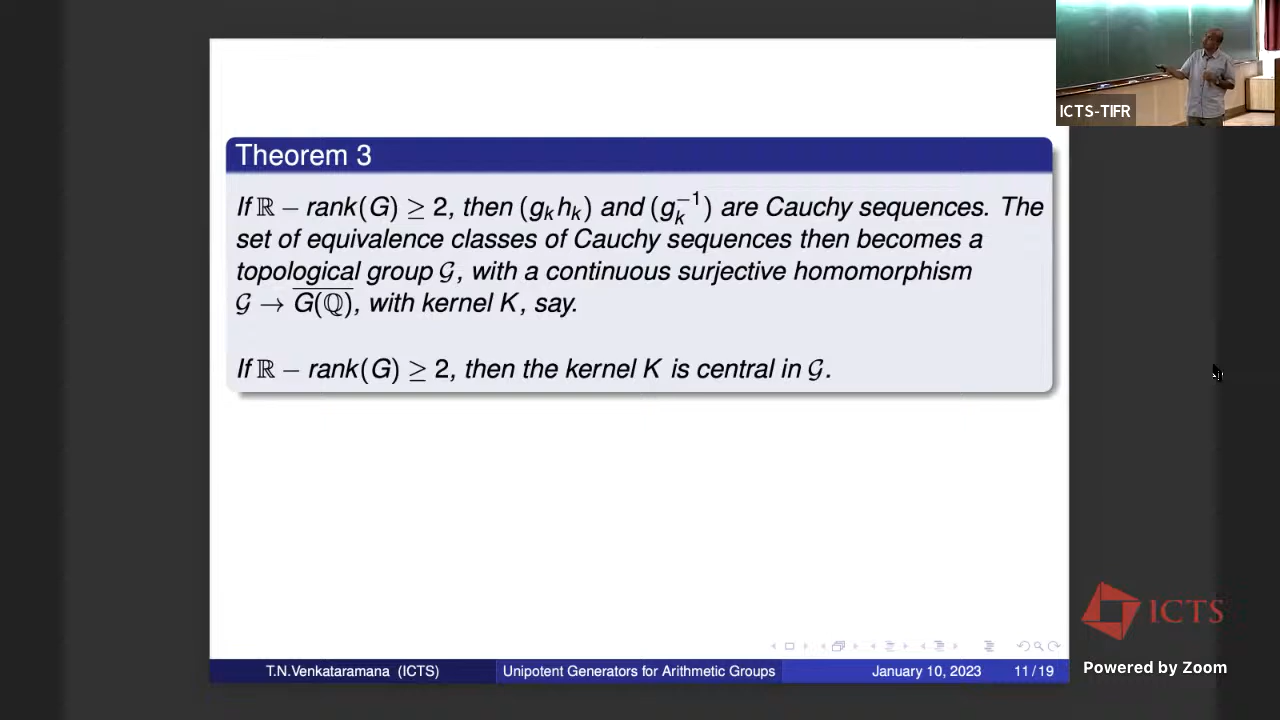 ICTS-TIFR
Theorem 3
If ℝ − rank(G) ≥ 2, then (gₖhₖ) and (gₖ⁻¹) are Cauchy sequences. The
set of equivalence classes of Cauchy sequences then becomes a
topological group 𝒢, with a continuous surjective homomorphism
𝒢 → \overline{G(ℚ)}, with kernel K, say.
If ℝ − rank(G) ≥ 2, then the kernel K is central in 𝒢.
ICTS
Powered by Zoom
T.N.Venkataramana (ICTS) Unipotent Generators for Arithmetic Groups January 10, 2023 11/19